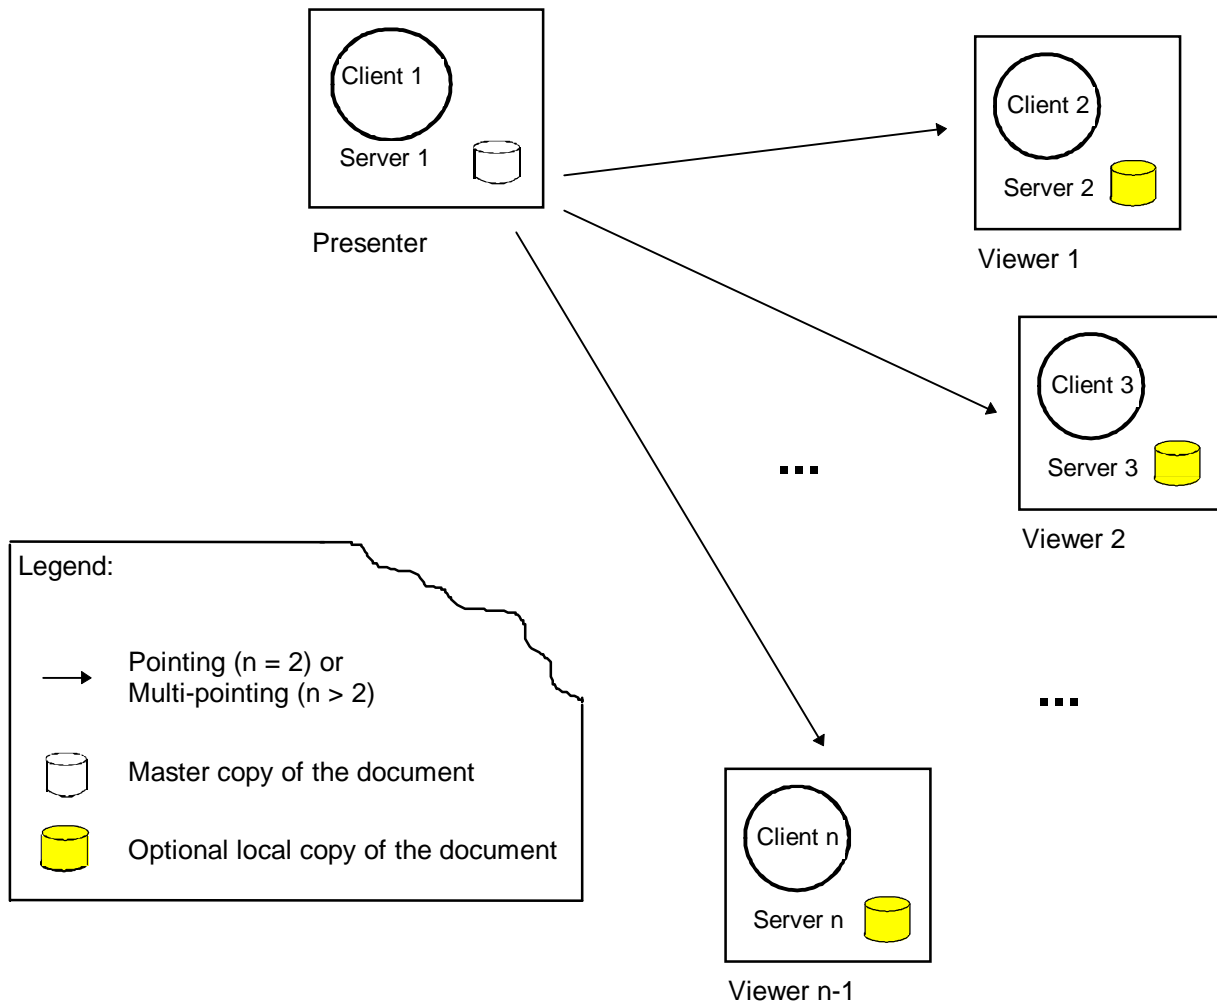 Client 1
Server 1
Presenter
Client 2
Server 2
Viewer 1
Client 3
Server 3
Viewer 2
...
...
Legend:
Pointing (n = 2) or
Multi-pointing (n > 2)
Master copy of the document
Optional local copy of the document
Client n
Server n
Viewer n-1